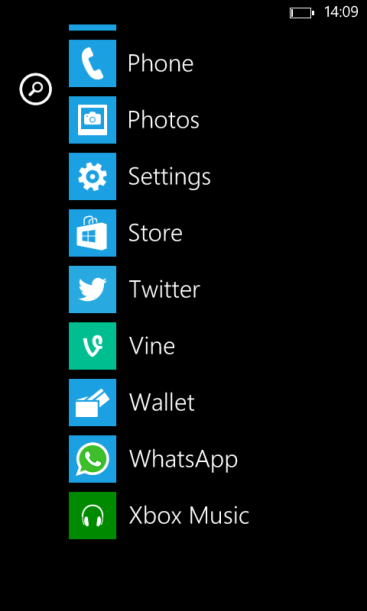 14:09
Phone
Photos
Settings
Store
Twitter
Vine
Wallet
WhatsApp
Xbox Music